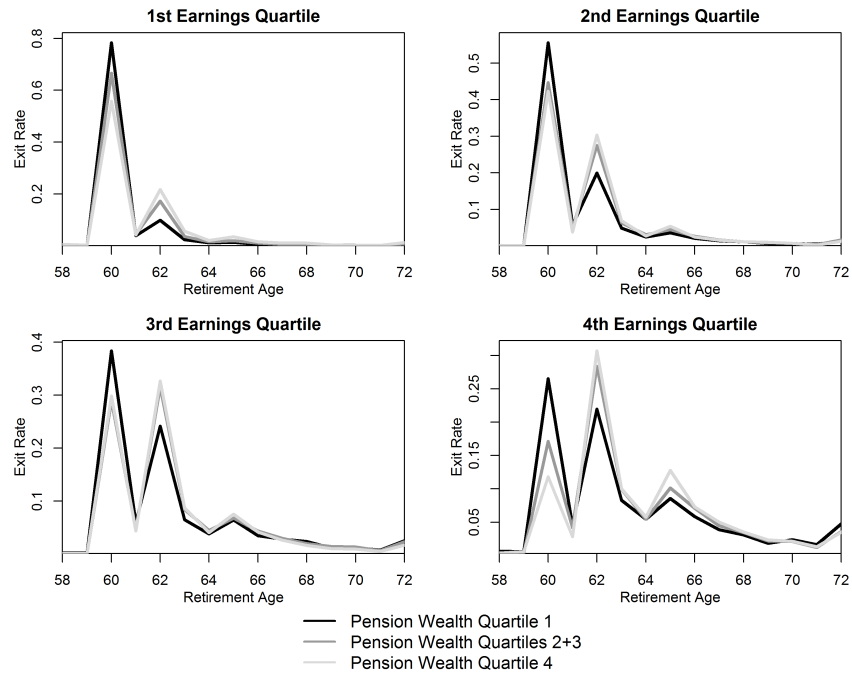 1st Earnings Quartile
Exit Rate
0.8
0.6
0.4
0.2
58 60 62 64 66 68 70 72
Retirement Age
2nd Earnings Quartile
Exit Rate
0.5
0.4
0.3
0.2
0.1
58 60 62 64 66 68 70 72
Retirement Age
3rd Earnings Quartile
Exit Rate
0.4
0.3
0.2
0.1
58 60 62 64 66 68 70 72
Retirement Age
4th Earnings Quartile
Exit Rate
0.25
0.15
0.05
58 60 62 64 66 68 70 72
Retirement Age
Pension Wealth Quartile 1
Pension Wealth Quartiles 2+3
Pension Wealth Quartile 4